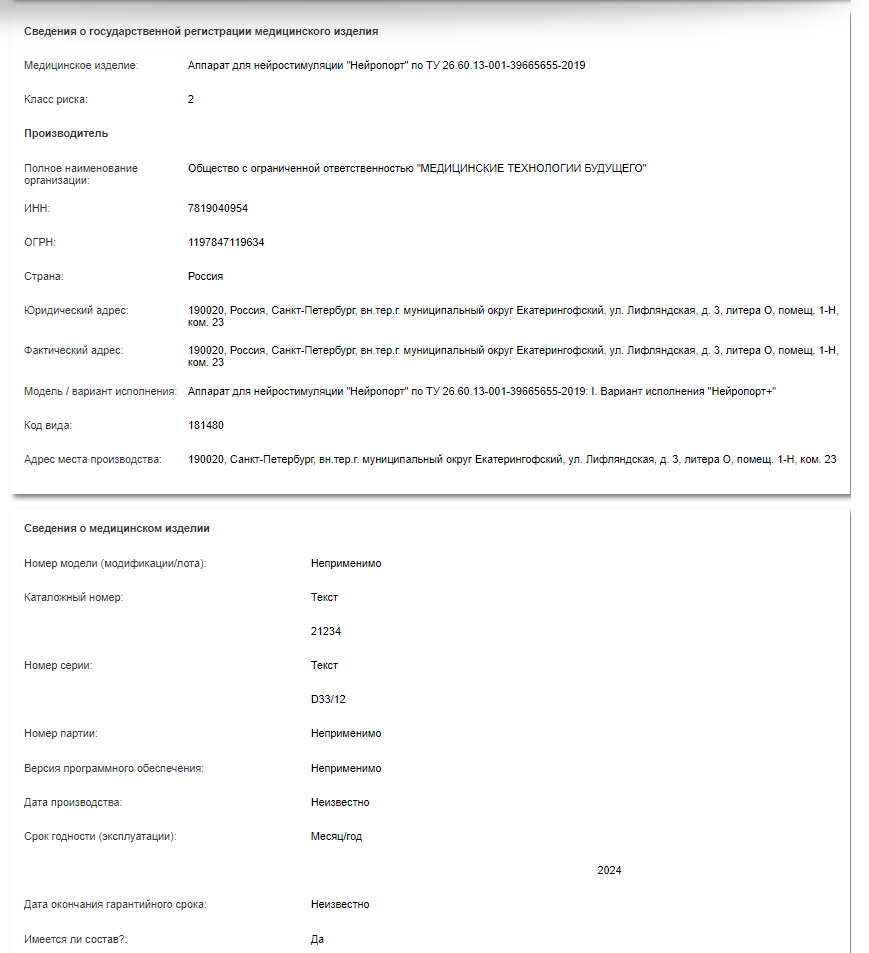 Сведения о государственной регистрации медицинского изделия
Медицинское изделие: Аппарат для нейростимуляции "Нейропорт" по ТУ 26.60.13-001-39665655-2019
Класс риска: 2
Производитель
Полное наименование организации: Общество с ограниченной ответственностью "МЕДИЦИНСКИЕ ТЕХНОЛОГИИ БУДУЩЕГО"
ИНН: 7819040954
ОГРН: 1197847119634
Страна: Россия
Юридический адрес: 190020, Россия, Санкт-Петербург, вн.тер.г. муниципальный округ Екатерингофский, ул. Лифляндская, д. 3, литера О, помещ. 1-Н,
ком. 23
Фактический адрес: 190020, Россия, Санкт-Петербург, вн.тер.г. муниципальный округ Екатерингофский, ул. Лифляндская, д. 3, литера О, помещ. 1-Н,
ком. 23
Модель / вариант исполнения: Аппарат для нейростимуляции "Нейропорт" по ТУ 26.60.13-001-39665655-2019: I. Вариант исполнения "Нейропорт+"
Код вида: 181480
Адрес места производства: 190020, Санкт-Петербург, вн.тер.г. муниципальный округ Екатерингофский, ул. Лифляндская, д. 3, литера О, помещ. 1-Н, ком. 23
Сведения о медицинском изделии
Номер модели (модификации/лота): Неприменимо
Каталожный номер: Текст
21234
Номер серии: Текст
D33/12
Номер партии: Неприменимо
Версия программного обеспечения: Неприменимо
Дата производства: Неизвестно
Срок годности (эксплуатации): Месяц/год
2024
Дата окончания гарантийного срока: Неизвестно
Имеется ли состав?: Да